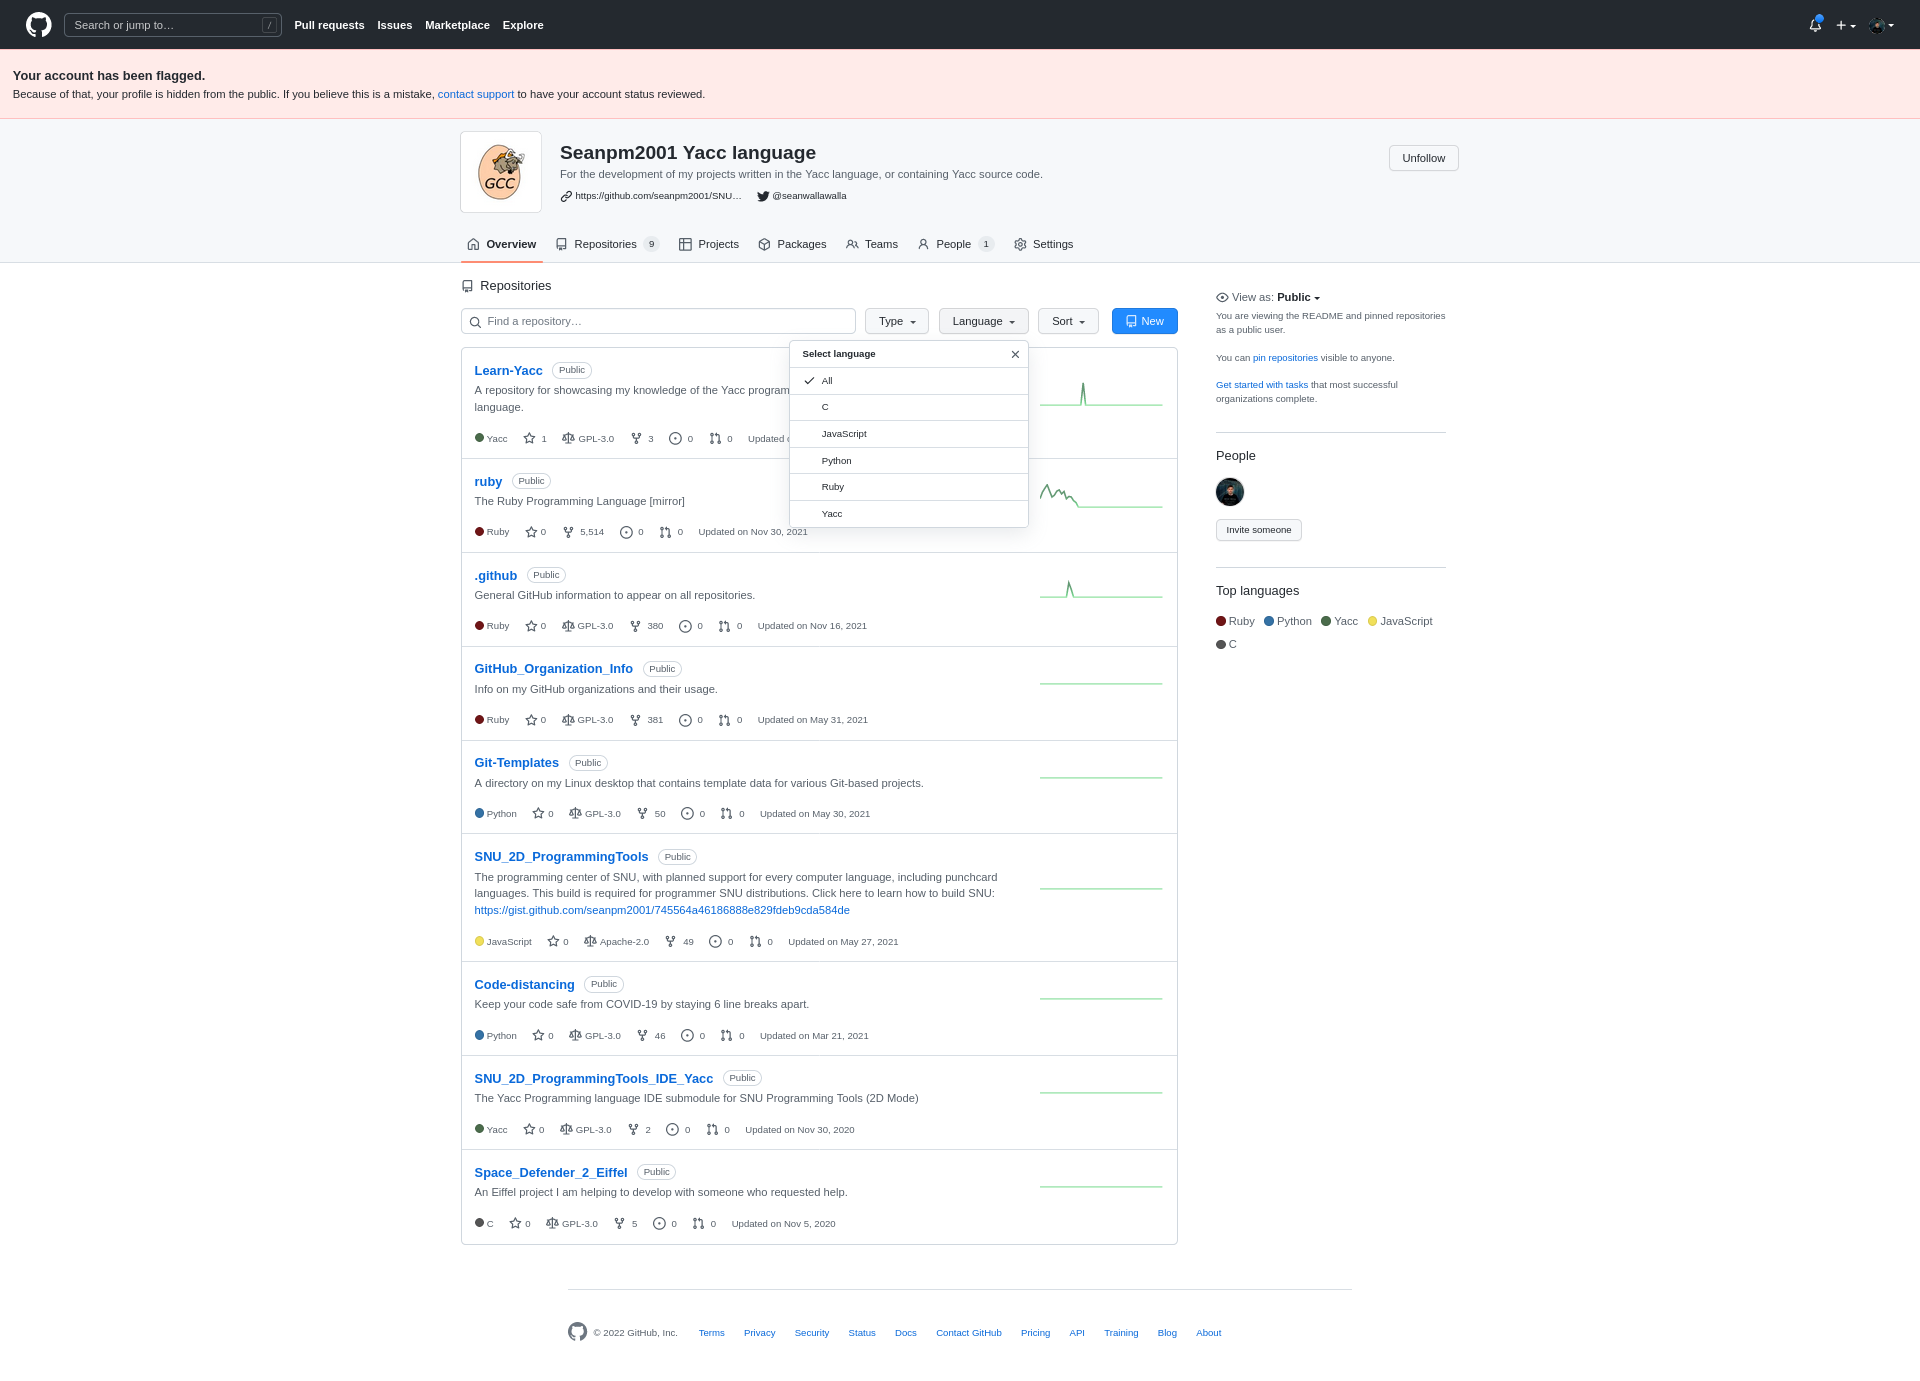 Search or jump to… /
Pull requests Issues Marketplace Explore
Your account has been flagged.
Because of that, your profile is hidden from the public. If you believe this is a mistake, contact support to have your account status reviewed.
GCC
Seanpm2001 Yacc language
For the development of my projects written in the Yacc language, or containing Yacc source code.
https://github.com/seanpm2001/SNU… @seanwallawalla
Unfollow
Overview Repositories 9 Projects Packages Teams People 1 Settings
Repositories
Find a repository… Type Language Sort New
Select language
All
C
JavaScript
Python
Ruby
Yacc
Learn-Yacc Public
A repository for showcasing my knowledge of the Yacc program
language.
Yacc 1 GPL-3.0 3 0 0 Updated
ruby Public
The Ruby Programming Language [mirror]
Ruby 0 5,514 0 0 Updated on Nov 30, 2021
.github Public
General GitHub information to appear on all repositories.
Ruby 0 GPL-3.0 380 0 0 Updated on Nov 16, 2021
GitHub_Organization_Info Public
Info on my GitHub organizations and their usage.
Ruby 0 GPL-3.0 381 0 0 Updated on May 31, 2021
Git-Templates Public
A directory on my Linux desktop that contains template data for various Git-based projects.
Python 0 GPL-3.0 50 0 0 Updated on May 30, 2021
SNU_2D_ProgrammingTools Public
The programming center of SNU, with planned support for every computer language, including punchcard
languages. This build is required for programmer SNU distributions. Click here to learn how to build SNU:
https://gist.github.com/seanpm2001/745564a46186888e829fdeb9cda584de
JavaScript 0 Apache-2.0 49 0 0 Updated on May 27, 2021
Code-distancing Public
Keep your code safe from COVID-19 by staying 6 line breaks apart.
Python 0 GPL-3.0 46 0 0 Updated on Mar 21, 2021
SNU_2D_ProgrammingTools_IDE_Yacc Public
The Yacc Programming language IDE submodule for SNU Programming Tools (2D Mode)
Yacc 0 GPL-3.0 2 0 0 Updated on Nov 30, 2020
Space_Defender_2_Eiffel Public
An Eiffel project I am helping to develop with someone who requested help.
C 0 GPL-3.0 5 0 0 Updated on Nov 5, 2020
View as: Public
You are viewing the README and pinned repositories
as a public user.
You can pin repositories visible to anyone.
Get started with tasks that most successful
organizations complete.
People
Invite someone
Top languages
Ruby Python Yacc JavaScript
C
© 2022 GitHub, Inc. Terms Privacy Security Status Docs Contact GitHub Pricing API Training Blog About